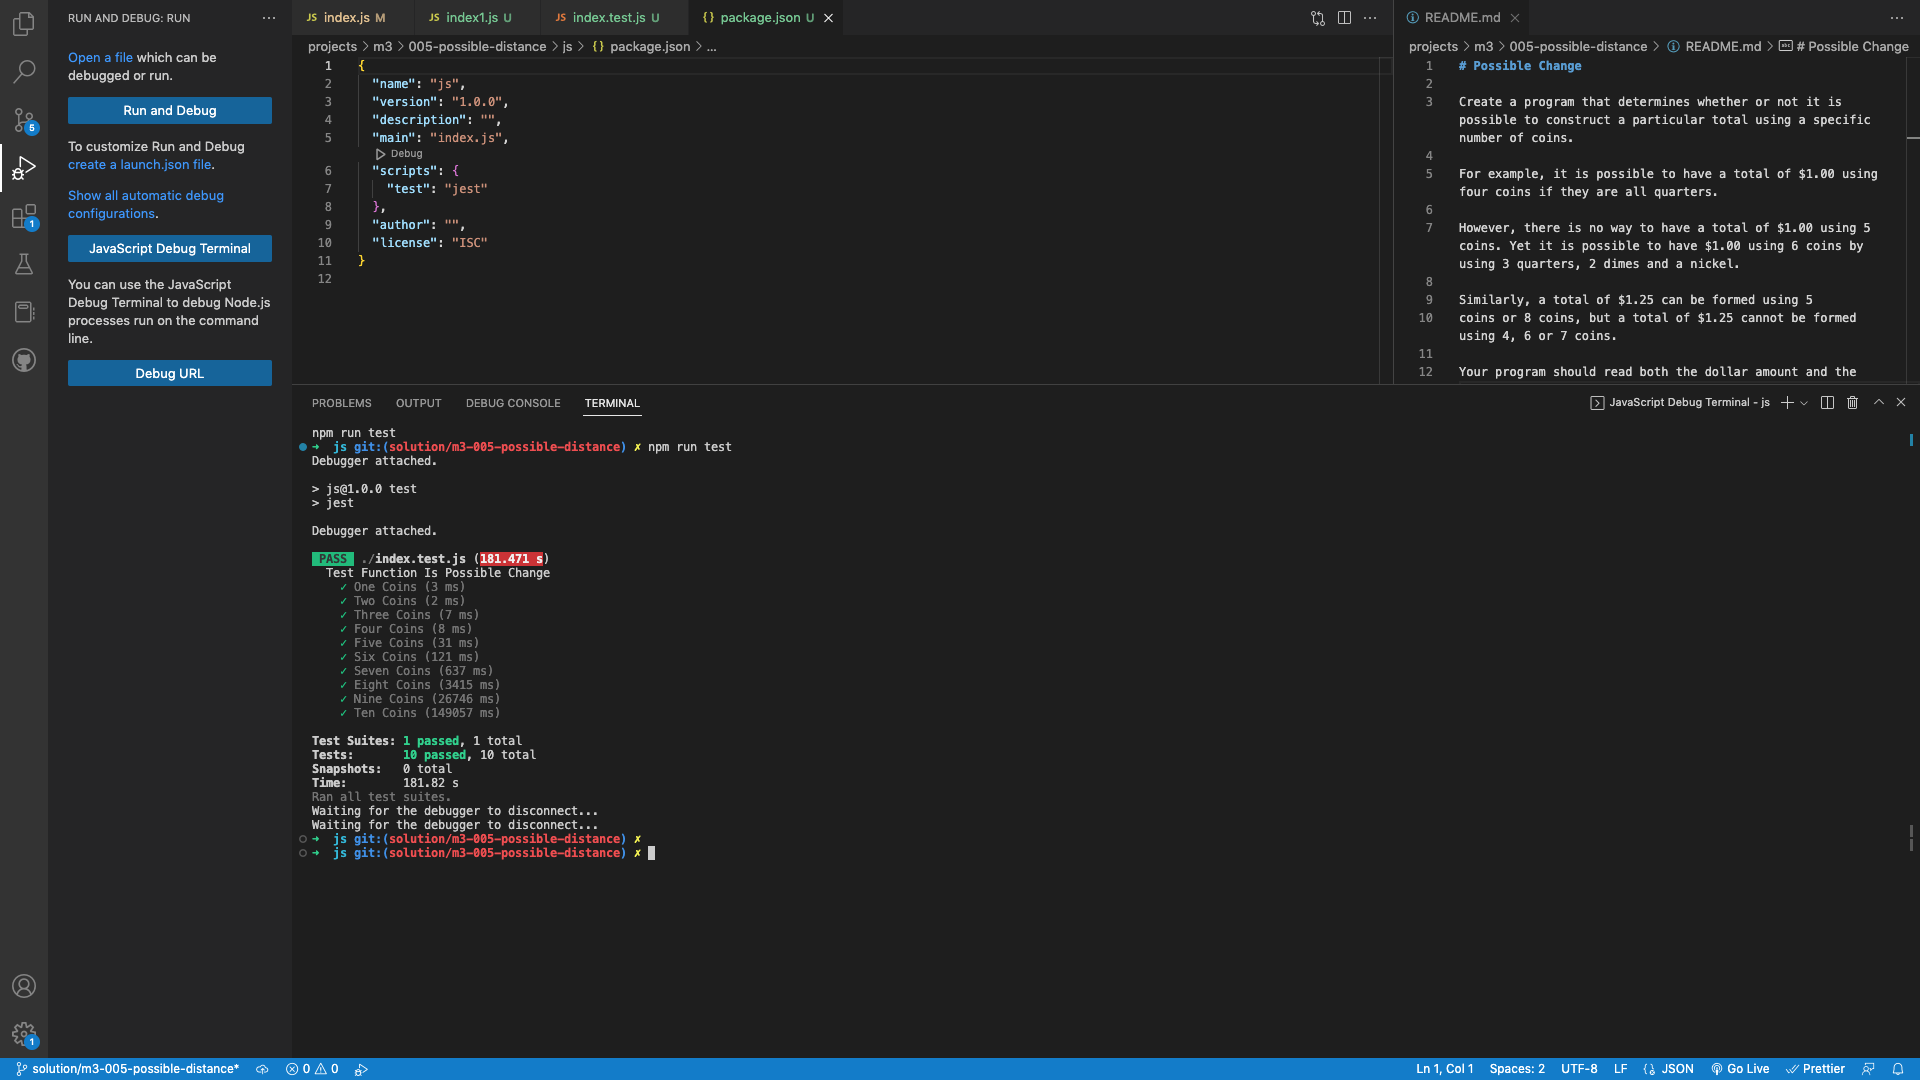 RUN AND DEBUG: RUN
Open a file which can be
debugged or run.
Run and Debug
To customize Run and Debug
create a launch.json file.
Show all automatic debug
configurations.
JavaScript Debug Terminal
You can use the JavaScript
Debug Terminal to debug Node.js
processes run on the command
line.
Debug URL
5
1
1
JS index.js M
JS index1.js U
JS index.test.js U
{} package.json U
projects > m3 > 005-possible-distance > js > {} package.json > ...
1 {
2 "name": "js",
3 "version": "1.0.0",
4 "description": "",
5 "main": "index.js",
Debug
6 "scripts": {
7 "test": "jest"
8 },
9 "author": "",
10 "license": "ISC"
11 }
12
README.md
projects > m3 > 005-possible-distance > README.md > # Possible Change
1 # Possible Change
2
3 Create a program that determines whether or not it is
possible to construct a particular total using a specific
number of coins.
4
5 For example, it is possible to have a total of $1.00 using
four coins if they are all quarters.
6
7 However, there is no way to have a total of $1.00 using 5
coins. Yet it is possible to have $1.00 using 6 coins by
using 3 quarters, 2 dimes and a nickel.
8
9 Similarly, a total of $1.25 can be formed using 5
10 coins or 8 coins, but a total of $1.25 cannot be formed
using 4, 6 or 7 coins.
11
12 Your program should read both the dollar amount and the
PROBLEMS OUTPUT DEBUG CONSOLE TERMINAL
JavaScript Debug Terminal - js
npm run test
➜ js git:(solution/m3-005-possible-distance) ✗ npm run test
Debugger attached.
> js@1.0.0 test
> jest
Debugger attached.
PASS ./index.test.js (181.471 s)
Test Function Is Possible Change
✓ One Coins (3 ms)
✓ Two Coins (2 ms)
✓ Three Coins (7 ms)
✓ Four Coins (8 ms)
✓ Five Coins (31 ms)
✓ Six Coins (121 ms)
✓ Seven Coins (637 ms)
✓ Eight Coins (3415 ms)
✓ Nine Coins (26746 ms)
✓ Ten Coins (149057 ms)
Test Suites: 1 passed, 1 total
Tests: 10 passed, 10 total
Snapshots: 0 total
Time: 181.82 s
Ran all test suites.
Waiting for the debugger to disconnect...
Waiting for the debugger to disconnect...
➜ js git:(solution/m3-005-possible-distance) ✗
➜ js git:(solution/m3-005-possible-distance) ✗
solution/m3-005-possible-distance* 0 0
Ln 1, Col 1 Spaces: 2 UTF-8 LF {} JSON Go Live Prettier